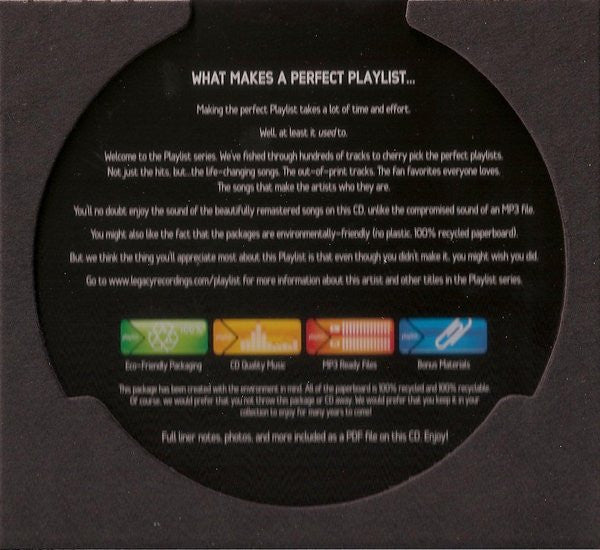 WHAT MAKES A PERFECT PLAYLIST...
Making the perfect Playlist takes a lot of time and effort.
Well, at least it used to.
Welcome to the Playlist series. We've fished through hundreds of tracks to cherry pick the perfect playlists.
Not just the hits, but...the life-changing songs. The out-of-print tracks. The fan favorites everyone loves.
The songs that make the artists who they are.
You'll no doubt enjoy the sound of the beautifully remastered songs on this CD, unlike the compromised sound of an MP3 file.
You might also like the fact that the packages are environmentally-friendly (no plastic, 100% recycled paperboard).
But we think the thing you'll appreciate most about this Playlist is that even though you didn't make it, you might wish you did.
Go to www.legacyrecordings.com/playlist for more information about this artist and other titles in the Playlist series.
Eco-Friendly Packaging
CD Quality Music
MP3 Ready Files
Bonus Materials
This package has been created with the environment in mind. All of the paperboard is 100% recycled and 100% recyclable.
Of course, we would prefer that you not throw this package or CD away. We would prefer that you keep it in your
collection to enjoy for many years to come!
Full liner notes, photos, and more included as a PDF file on this CD. Enjoy!